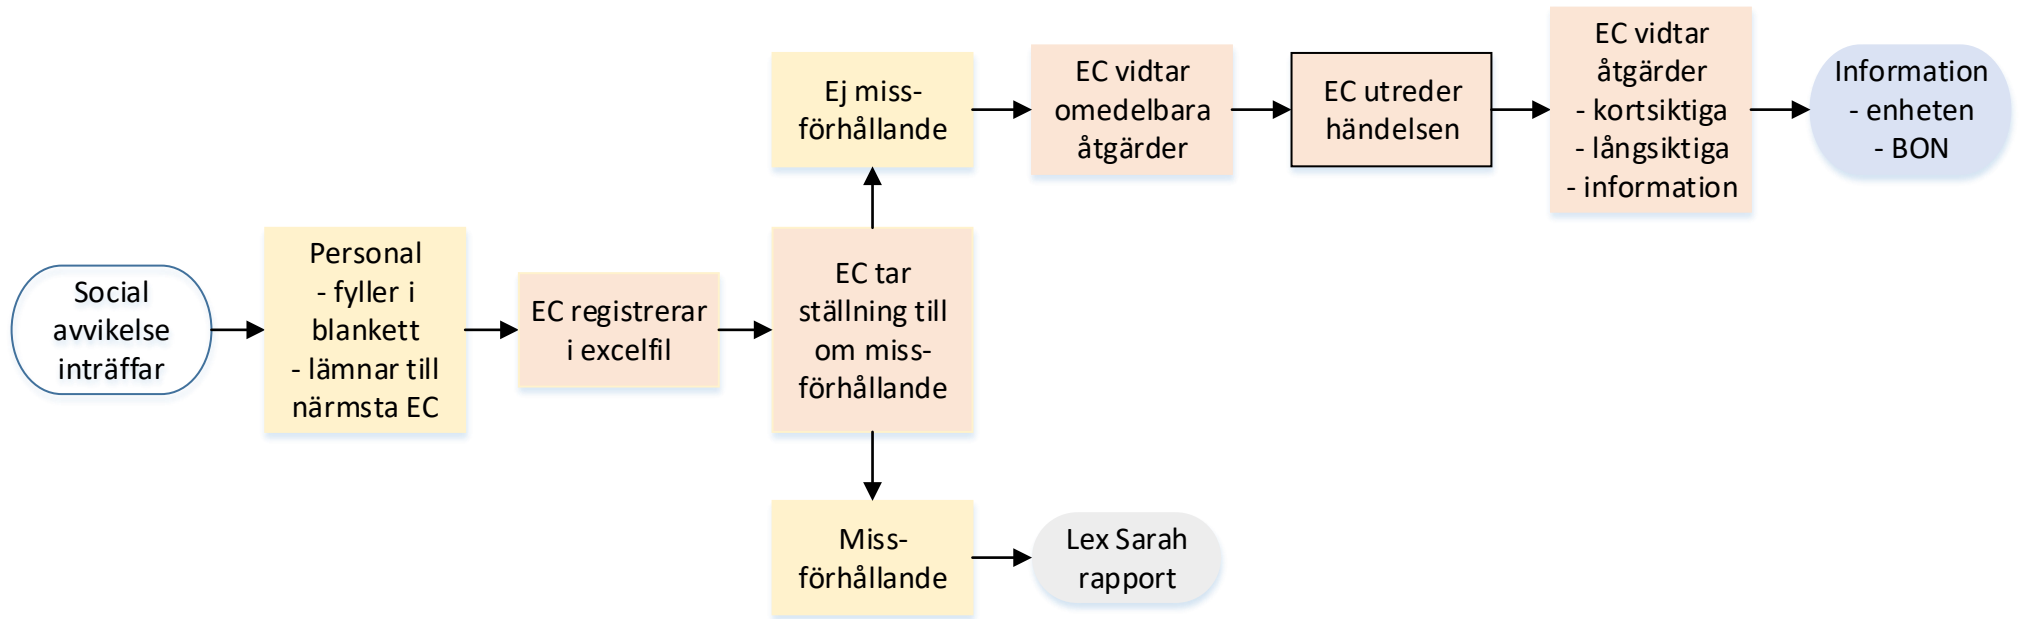 Social
avvikelse
inträffar
Personal
- fyller i
blankett
- lämnar till
närmsta EC
EC registrerar
i excelfil
EC tar
ställning till
om miss-
förhållande
Ej miss-
förhållande
EC vidtar
omedelbara
åtgärder
EC utreder
händelsen
EC vidtar
åtgärder
- kortsiktiga
- långsiktiga
- information
Information
- enheten
- BON
Miss-
förhållande
Lex Sarah
rapport